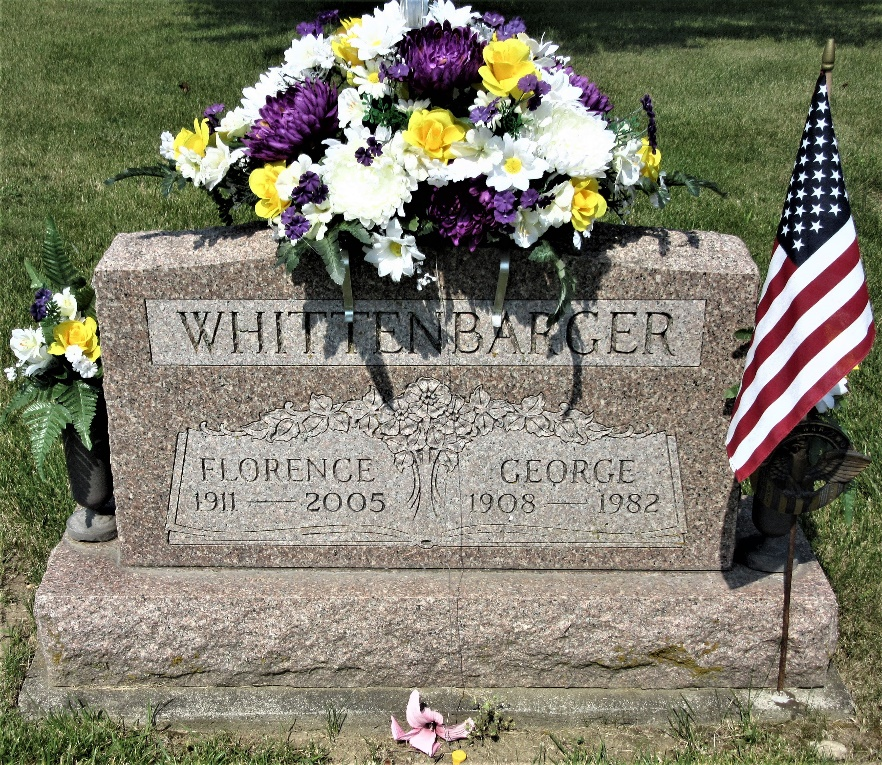 WHITTENBARGER
FLORENCE
1911 — 2005
GEORGE
1908 — 1982